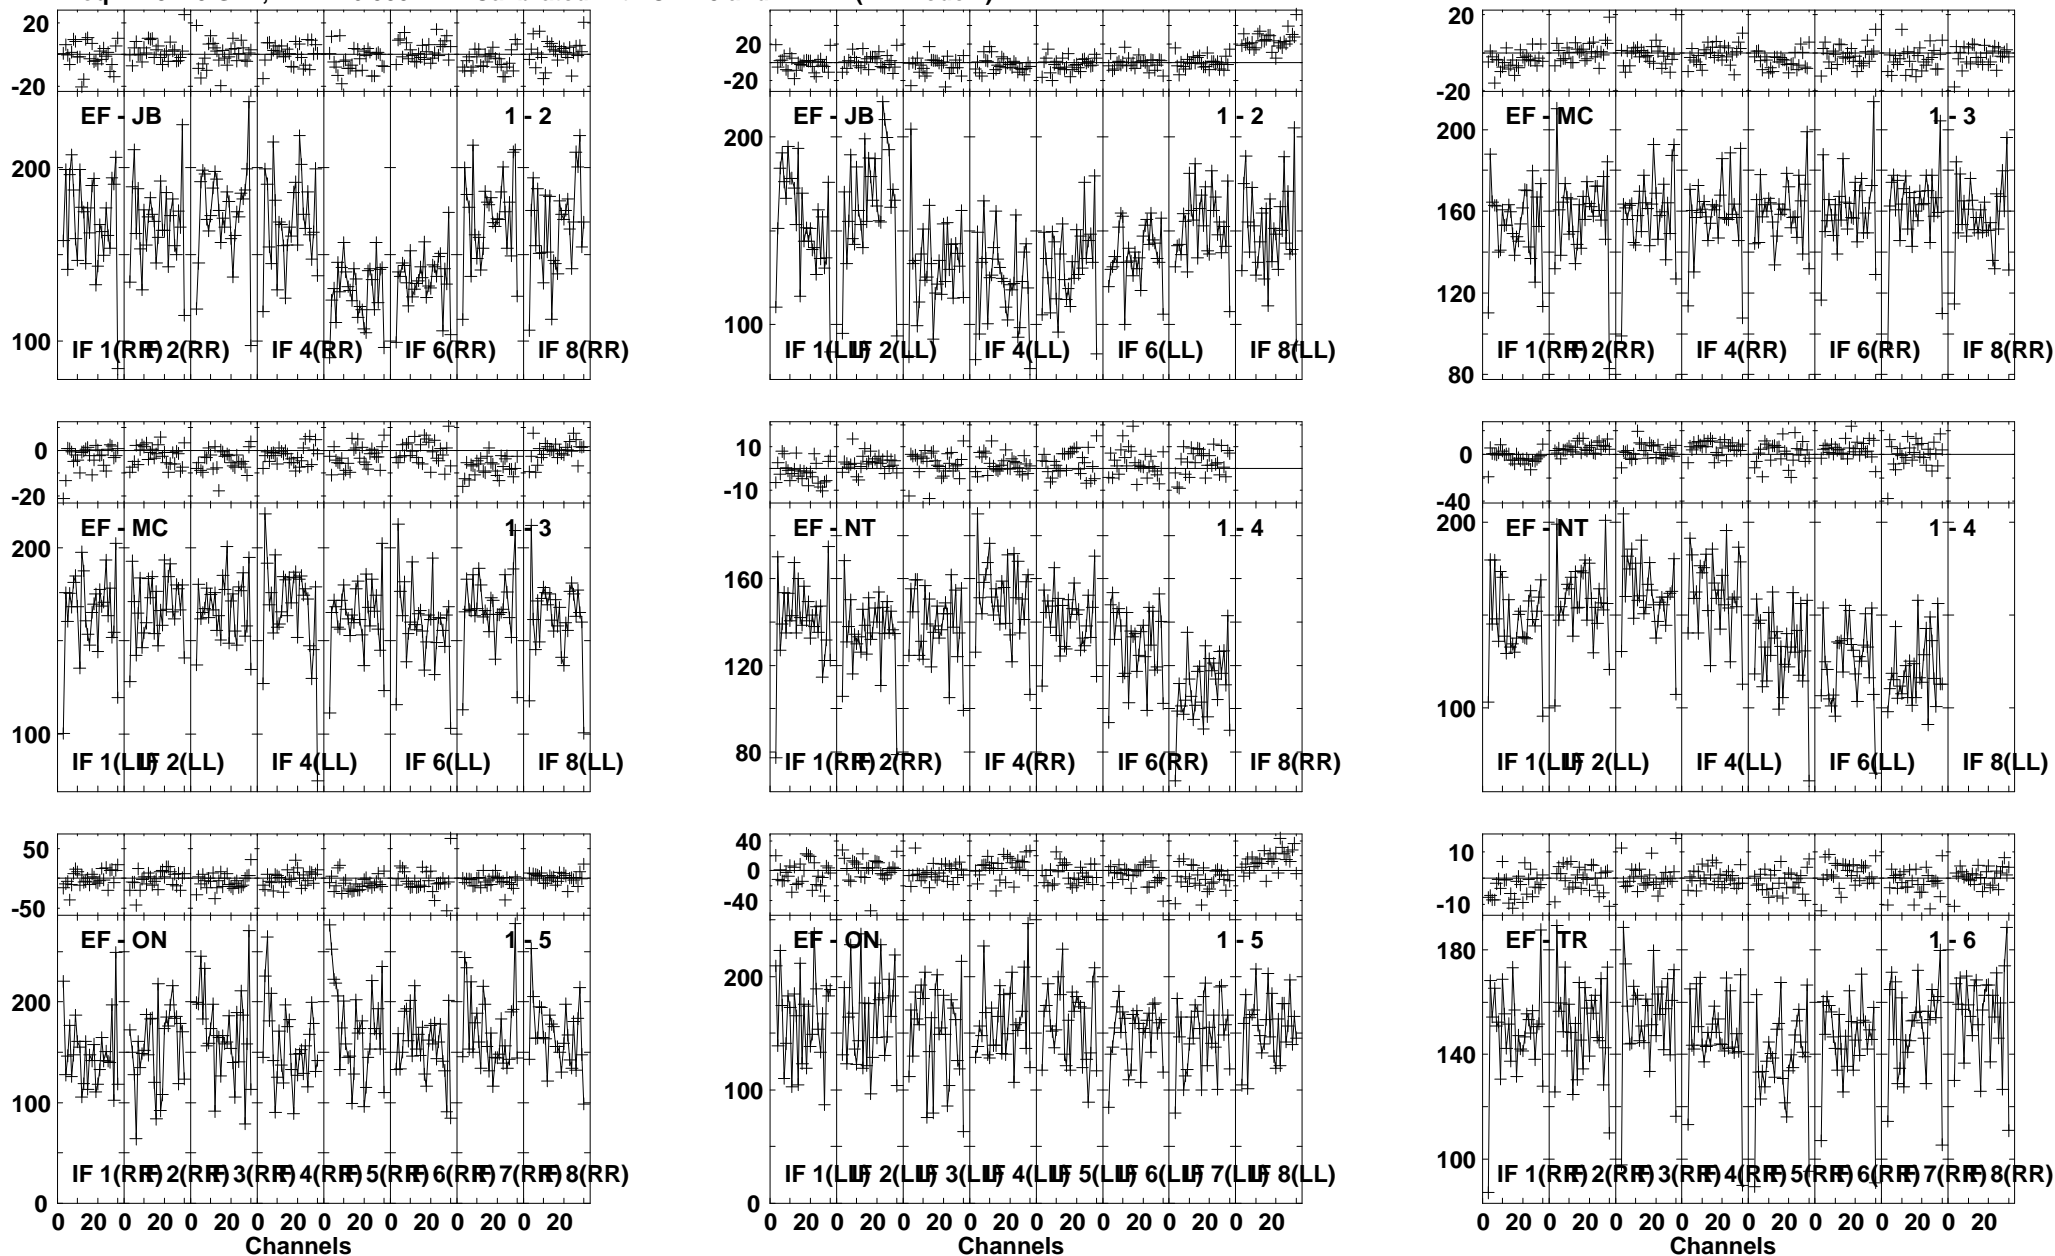 20
0
-20
EF - JB 1 - 2
200
100
IF 1(RR) IF 2(RR) IF 4(RR) IF 6(RR) IF 8(RR)
20
-20
EF - JB 1 - 2
200
100
IF 1(LL) IF 2(LL) IF 4(LL) IF 6(LL) IF 8(LL)
20
0
-20
EF - MC 1 - 3
200
160
120
80
IF 1(RR) IF 2(RR) IF 4(RR) IF 6(RR) IF 8(RR)
0
-20
EF - MC 1 - 3
200
100
IF 1(LL) IF 2(LL) IF 4(LL) IF 6(LL) IF 8(LL)
10
-10
EF - NT 1 - 4
160
120
80
IF 1(RR) IF 2(RR) IF 4(RR) IF 6(RR) IF 8(RR)
0
-40
EF - NT 1 - 4
200
100
IF 1(LL) IF 2(LL) IF 4(LL) IF 6(LL) IF 8(LL)
50
-50
EF - ON 1 - 5
200
100
0
IF 1(RR) IF 2(RR) IF 3(RR) IF 4(RR) IF 5(RR) IF 6(RR) IF 7(RR) IF 8(RR)
0 20 0 20 0 20 0 20 0 20 0 20 0 20 0 20
Channels
40
0
-40
EF - ON 1 - 5
200
100
0
IF 1(LL) IF 2(LL) IF 3(LL) IF 4(LL) IF 5(LL) IF 6(LL) IF 7(LL) IF 8(LL)
0 20 0 20 0 20 0 20 0 20 0 20 0 20 0 20
Channels
10
-10
EF - TR 1 - 6
180
140
100
IF 1(RR) IF 2(RR) IF 3(RR) IF 4(RR) IF 5(RR) IF 6(RR) IF 7(RR) IF 8(RR)
0 20 0 20 0 20 0 20 0 20 0 20 0 20 0 20
Channels